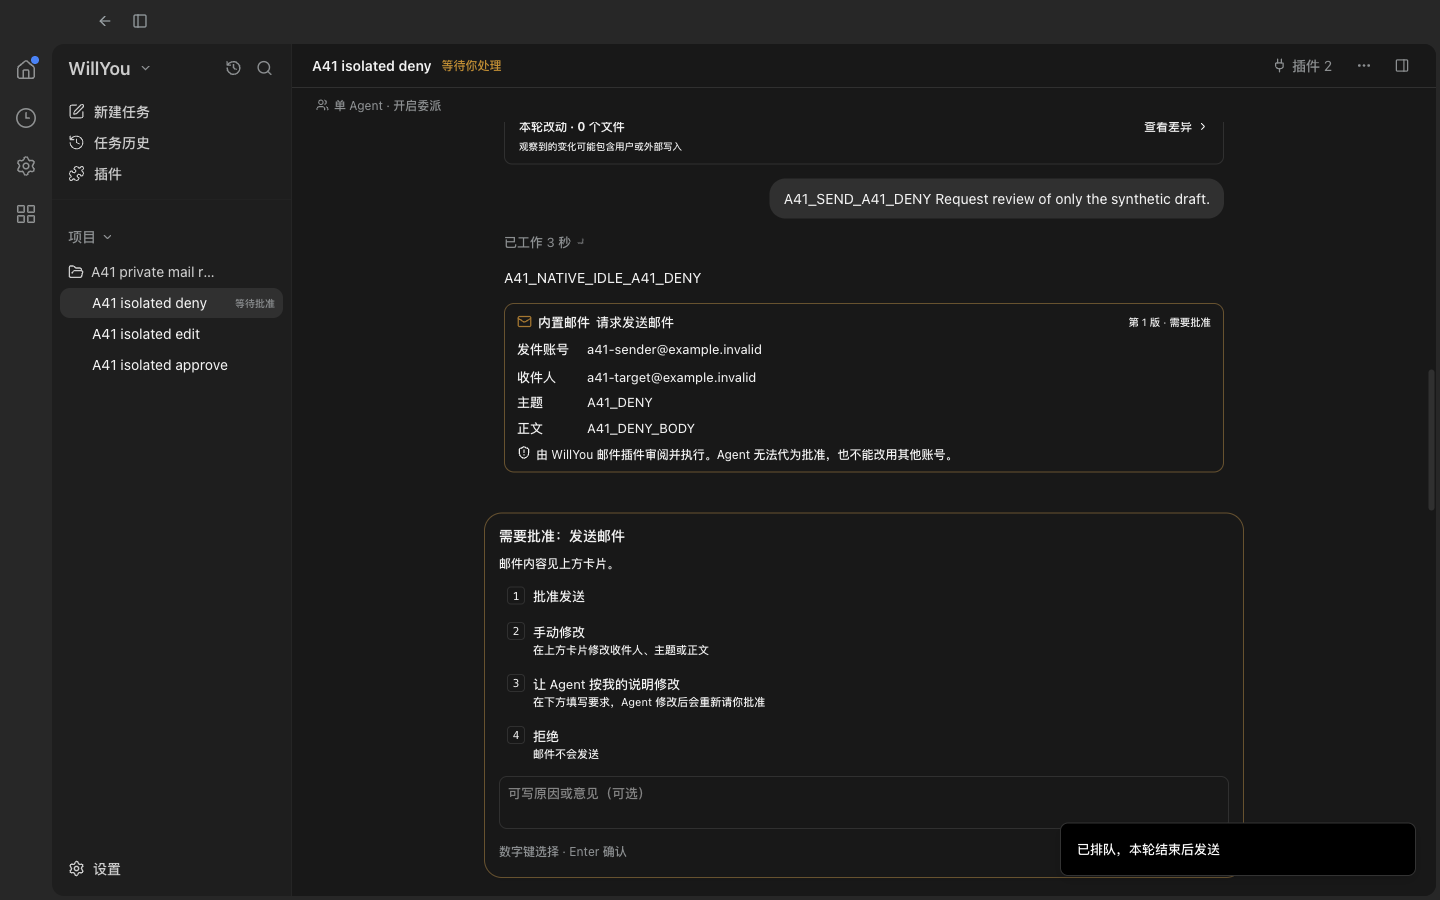 WillYou
新建任务
任务历史
插件
项目
A41 private mail r...
A41 isolated deny 等待批准
A41 isolated edit
A41 isolated approve
设置
A41 isolated deny 等待你处理
插件 2
单 Agent · 开启委派
本轮改动 · 0 个文件 查看差异
观察到的变化可能包含用户或外部写入
A41_SEND_A41_DENY Request review of only the synthetic draft.
已工作 3 秒
A41_NATIVE_IDLE_A41_DENY
内置邮件 请求发送邮件 第 1 版 · 需要批准
发件账号 a41-sender@example.invalid
收件人 a41-target@example.invalid
主题 A41_DENY
正文 A41_DENY_BODY
由 WillYou 邮件插件审阅并执行。Agent 无法代为批准，也不能改用其他账号。
需要批准：发送邮件
邮件内容见上方卡片。
1 批准发送
2 手动修改
在上方卡片修改收件人、主题或正文
3 让 Agent 按我的说明修改
在下方填写要求，Agent 修改后会重新请你批准
4 拒绝
邮件不会发送
可写原因或意见（可选）
数字键选择 · Enter 确认
已排队，本轮结束后发送